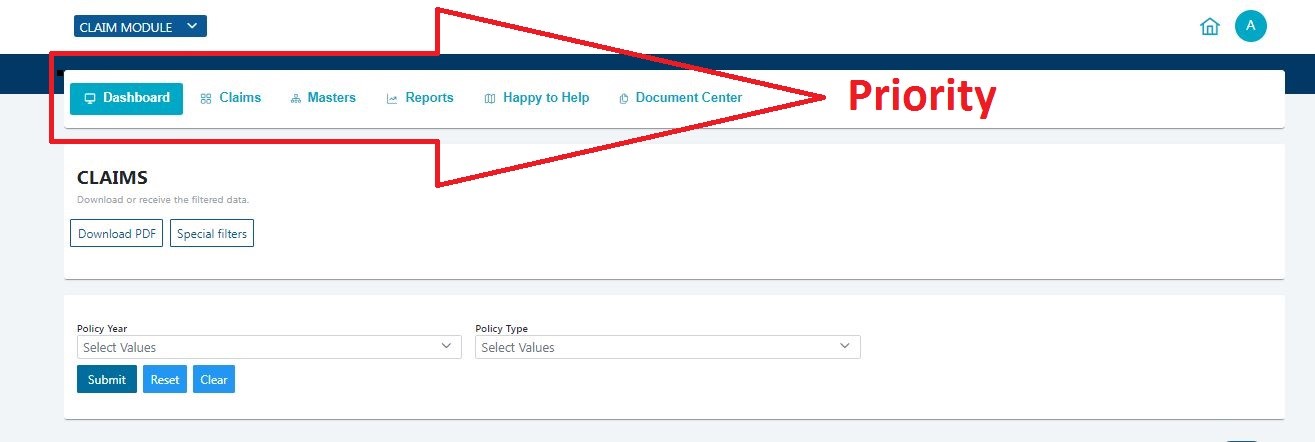 CLAIM MODULE
A
Dashboard Claims Masters Reports Happy to Help Document Center Priority
CLAIMS
Download or receive the filtered data.
Download PDF Special filters
Policy Year Policy Type
Select Values Select Values
Submit Reset Clear